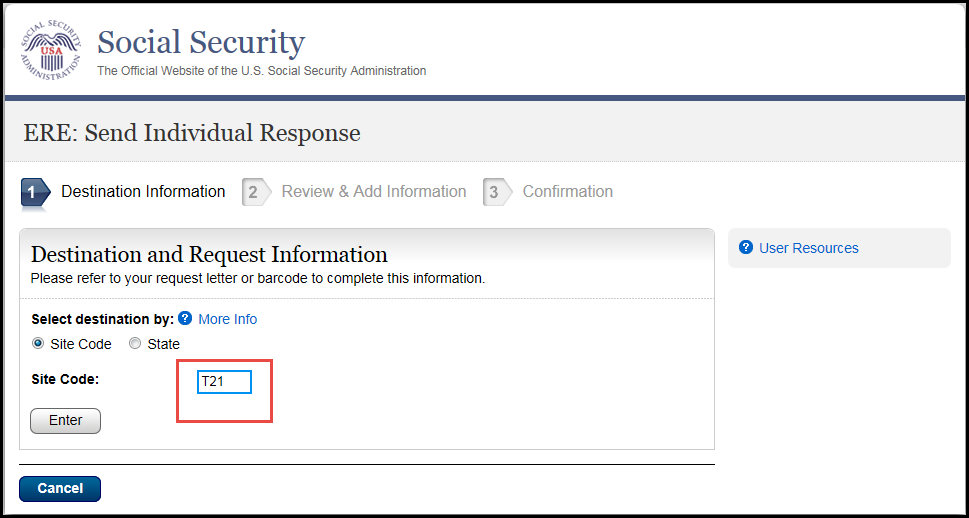 SOCIAL SECURITY
USA
ADMINISTRATION
Social Security
The Official Website of the U.S. Social Security Administration
ERE: Send Individual Response
1 Destination Information 2 Review & Add Information 3 Confirmation
Destination and Request Information
Please refer to your request letter or barcode to complete this information.
? User Resources
Select destination by: ? More Info
Site Code State
Site Code: T21
Enter
Cancel